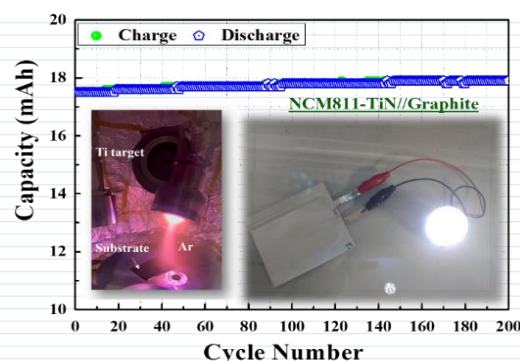 20
Charge Discharge
18
NCM811-TiN//Graphite
16
Ti target
14
12
Substrate Ar
10
0 20 40 60 80 100 120 140 160 180 200
Capacity (mAh)
Cycle Number